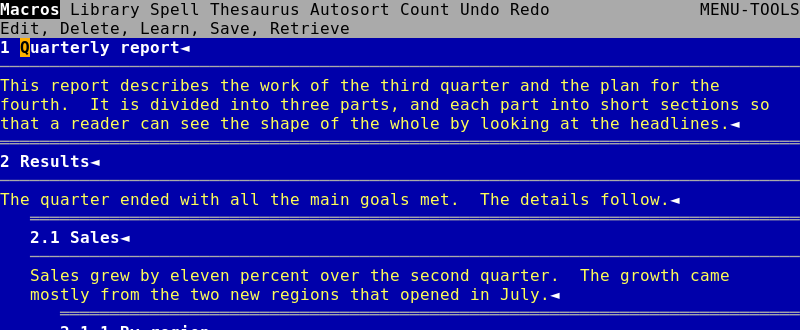 Macros Library Spell Thesaurus Autosort Count Undo Redo MENU-TOOLS
Edit, Delete, Learn, Save, Retrieve
1 Quarterly report◄
This report describes the work of the third quarter and the plan for the
fourth.  It is divided into three parts, and each part into short sections so
that a reader can see the shape of the whole by looking at the headlines.◄
2 Results◄
The quarter ended with all the main goals met.  The details follow.◄
2.1 Sales◄
Sales grew by eleven percent over the second quarter.  The growth came
mostly from the two new regions that opened in July.◄
2.1.1 By region